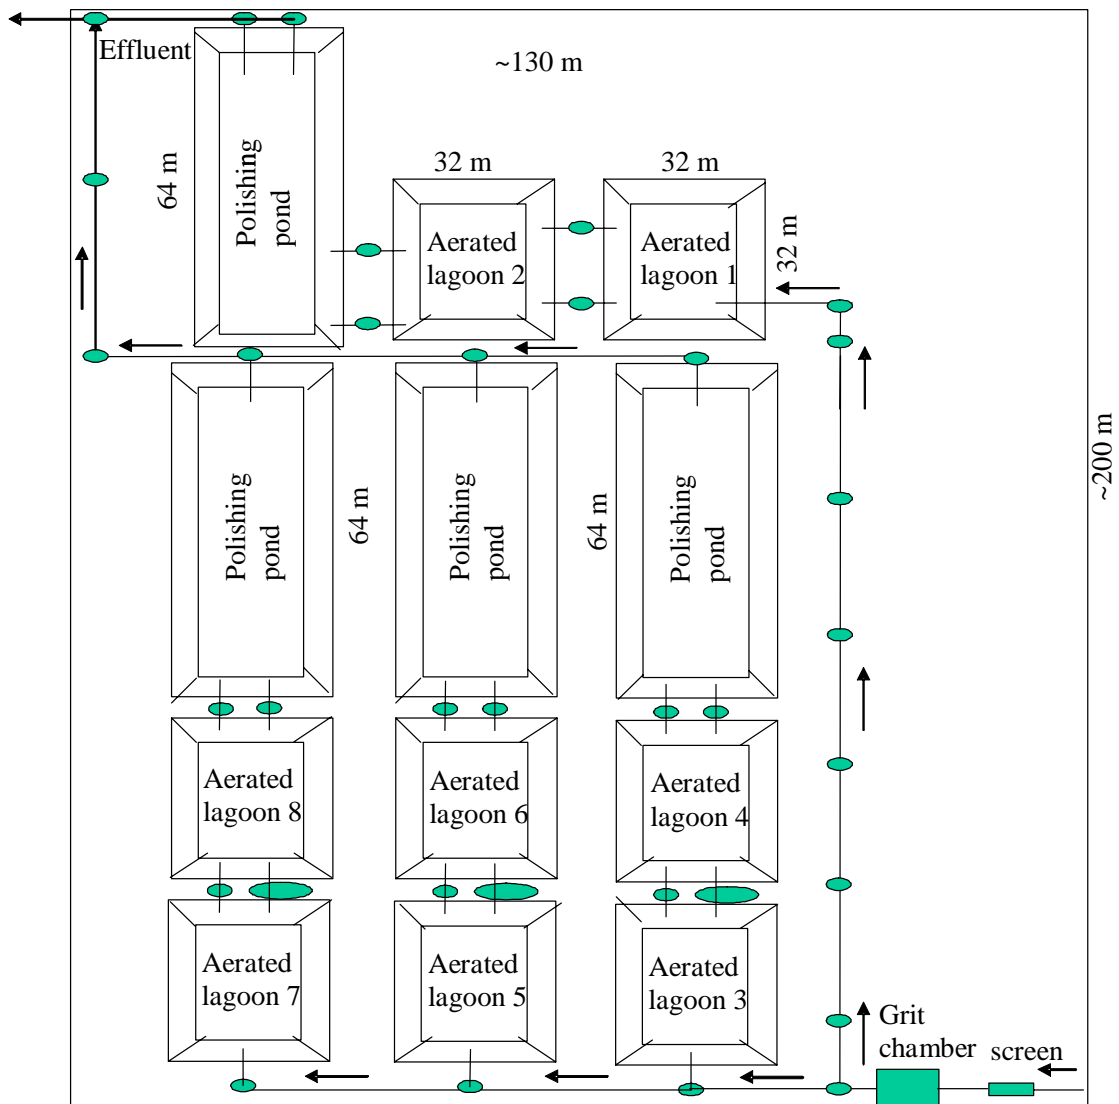 Effluent
~130 m
64 m
Polishing
pond
32 m
32 m
Aerated
lagoon 2
Aerated
lagoon 1
32 m
~200 m
Polishing
pond
64 m
Polishing
pond
64 m
Polishing
pond
Aerated
lagoon 8
Aerated
lagoon 6
Aerated
lagoon 4
Aerated
lagoon 7
Aerated
lagoon 5
Aerated
lagoon 3
Grit
chamber
screen